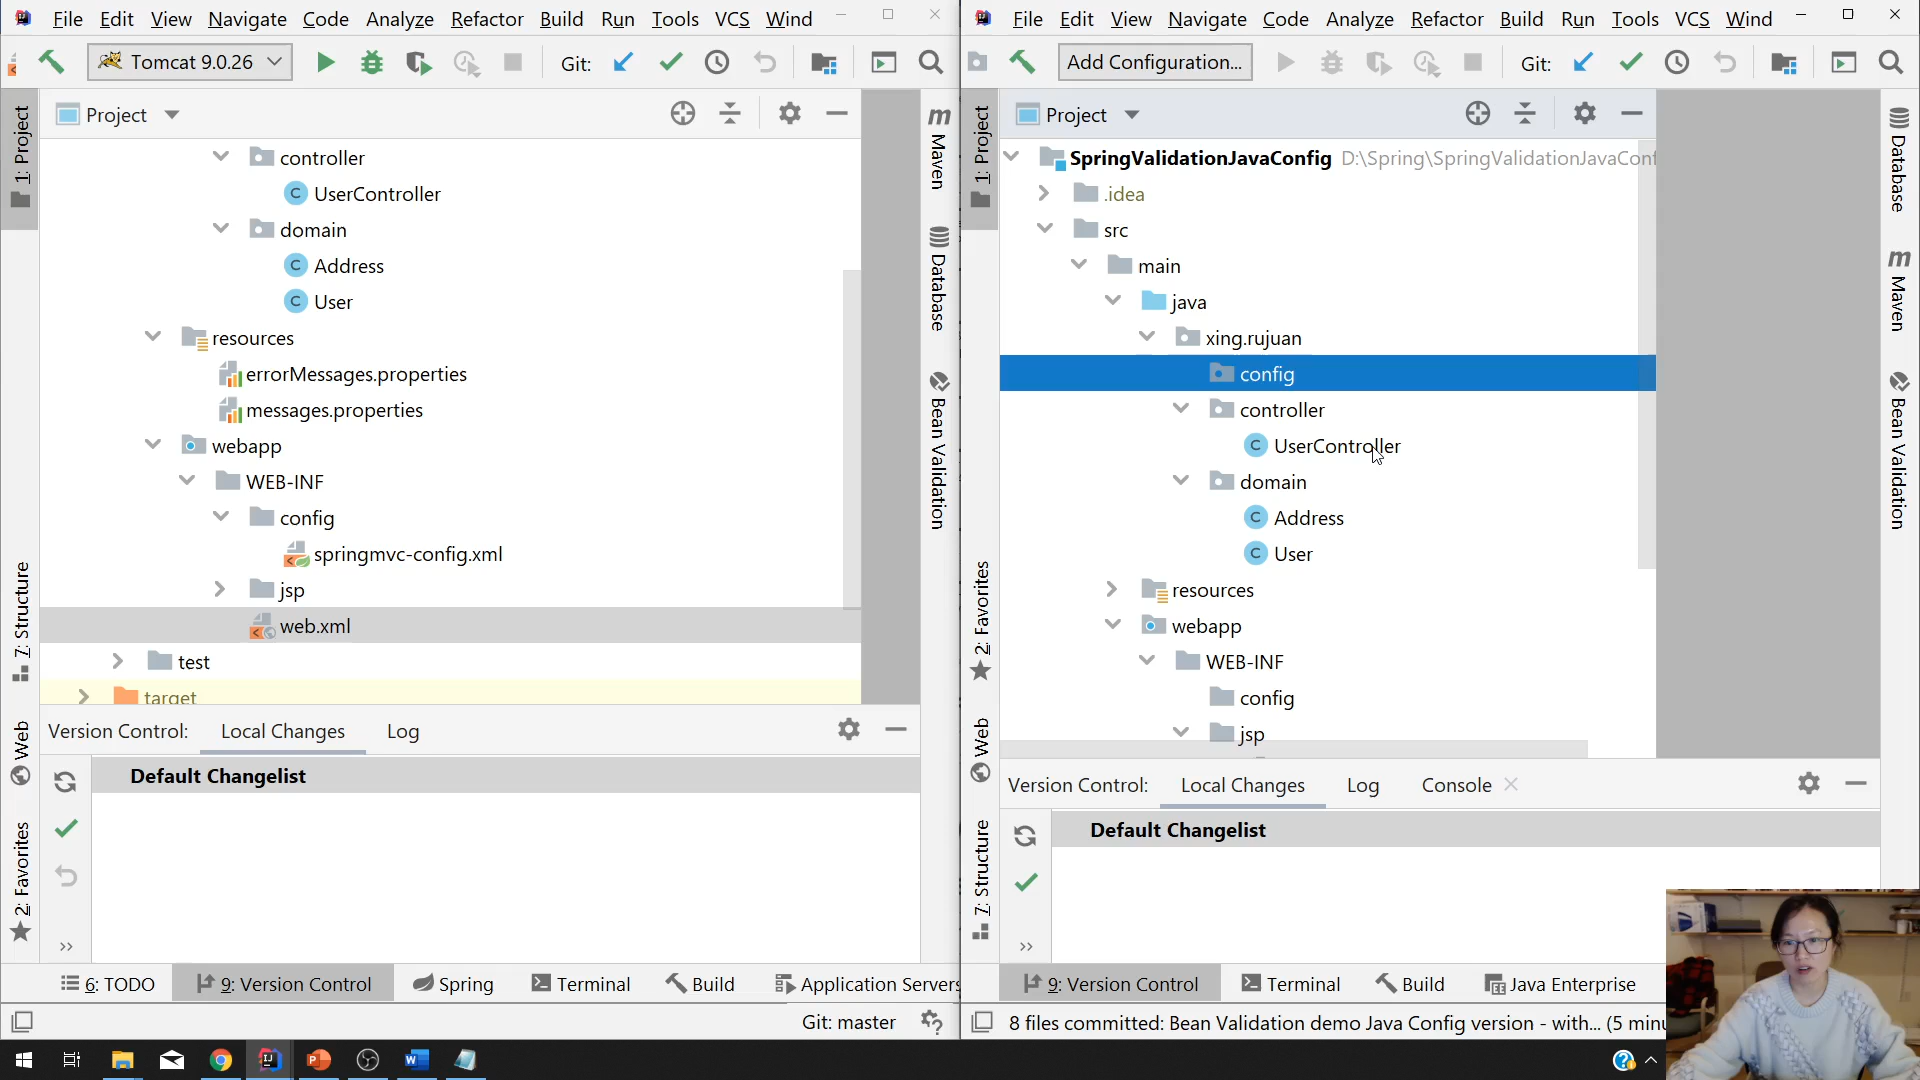 File Edit View Navigate Code Analyze Refactor Build Run Tools VCS Wind
Tomcat 9.0.26
Git:
Project
controller
UserController
domain
Address
User
resources
errorMessages.properties
messages.properties
webapp
WEB-INF
config
springmvc-config.xml
jsp
web.xml
test
target
1: Project
7: Structure
Web
2: Favorites
Maven
Database
Bean Validation
Version Control: Local Changes Log
Default Changelist
6: TODO 9: Version Control Spring Terminal Build Application Servers
Git: master
File Edit View Navigate Code Analyze Refactor Build Run Tools VCS Wind
Add Configuration...
Git:
Project
SpringValidationJavaConfig D:\Spring\SpringValidationJavaConf
.idea
src
main
java
xing.rujuan
config
controller
UserController
domain
Address
User
resources
webapp
WEB-INF
config
jsp
1: Project
2: Favorites
Web
7: Structure
Database
Maven
Bean Validation
Version Control: Local Changes Log Console
Default Changelist
9: Version Control Terminal Build Java Enterprise
8 files committed: Bean Validation demo Java Config version - with... (5 minu